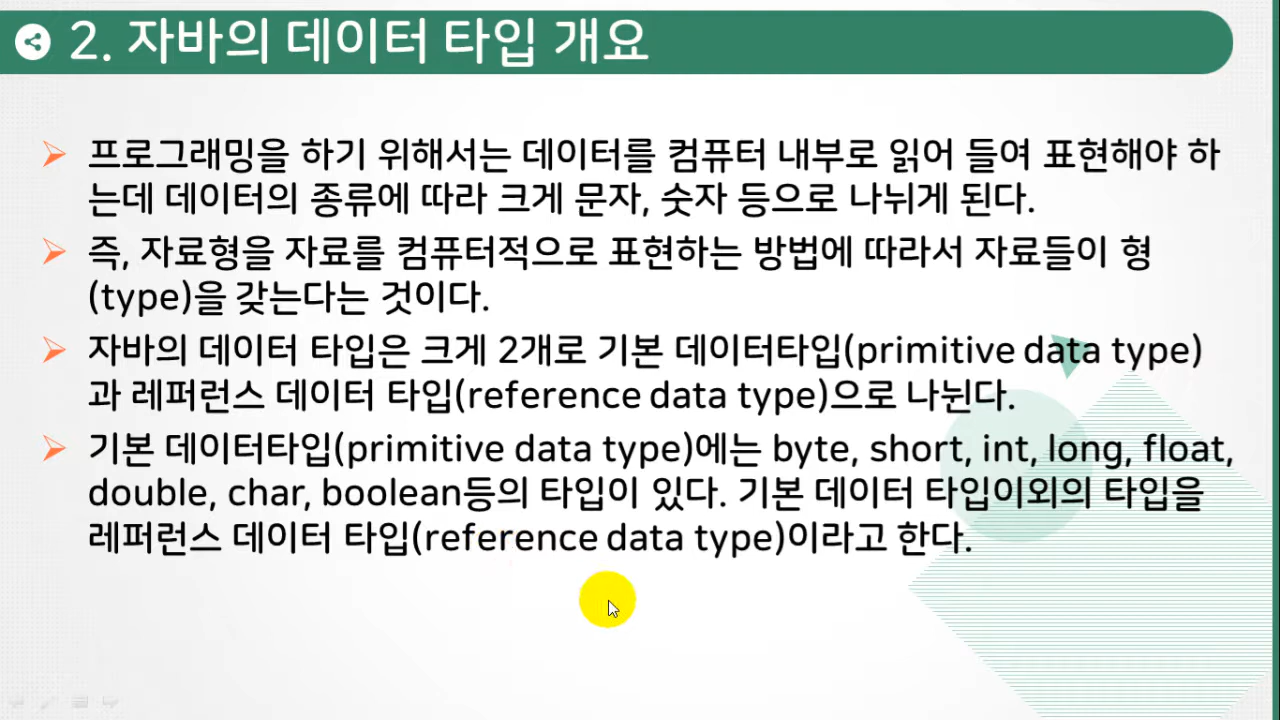 2. 자바의 데이터 타입 개요
프로그래밍을 하기 위해서는 데이터를 컴퓨터 내부로 읽어 들여 표현해야 하
는데 데이터의 종류에 따라 크게 문자, 숫자 등으로 나뉘게 된다.
즉, 자료형을 자료를 컴퓨터적으로 표현하는 방법에 따라서 자료들이 형
(type)을 갖는다는 것이다.
자바의 데이터 타입은 크게 2개로 기본 데이터타입(primitive data type)
과 레퍼런스 데이터 타입(reference data type)으로 나뉜다.
기본 데이터타입(primitive data type)에는 byte, short, int, long, float,
double, char, boolean등의 타입이 있다. 기본 데이터 타입이외의 타입을
레퍼런스 데이터 타입(reference data type)이라고 한다.